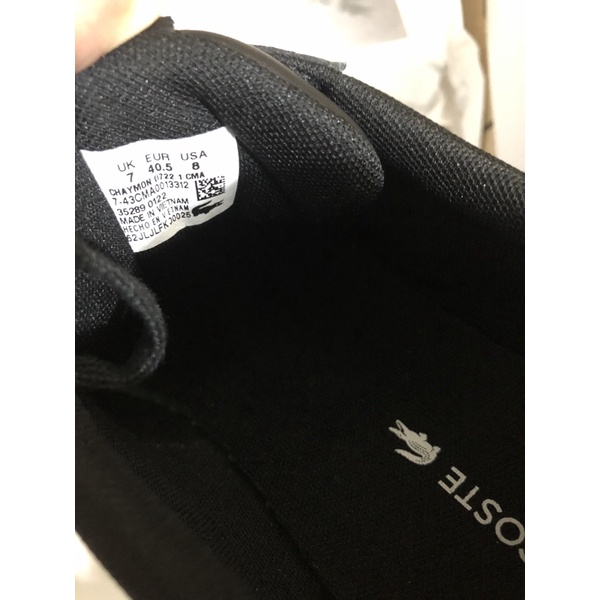 UK EUR USA
7 40.5 8
CHAYMON 0722 1 CMA
7-43CMA0013312
35289 0122
MADE IN VIETNAM
HECHO EN VIETNAM
COSTE